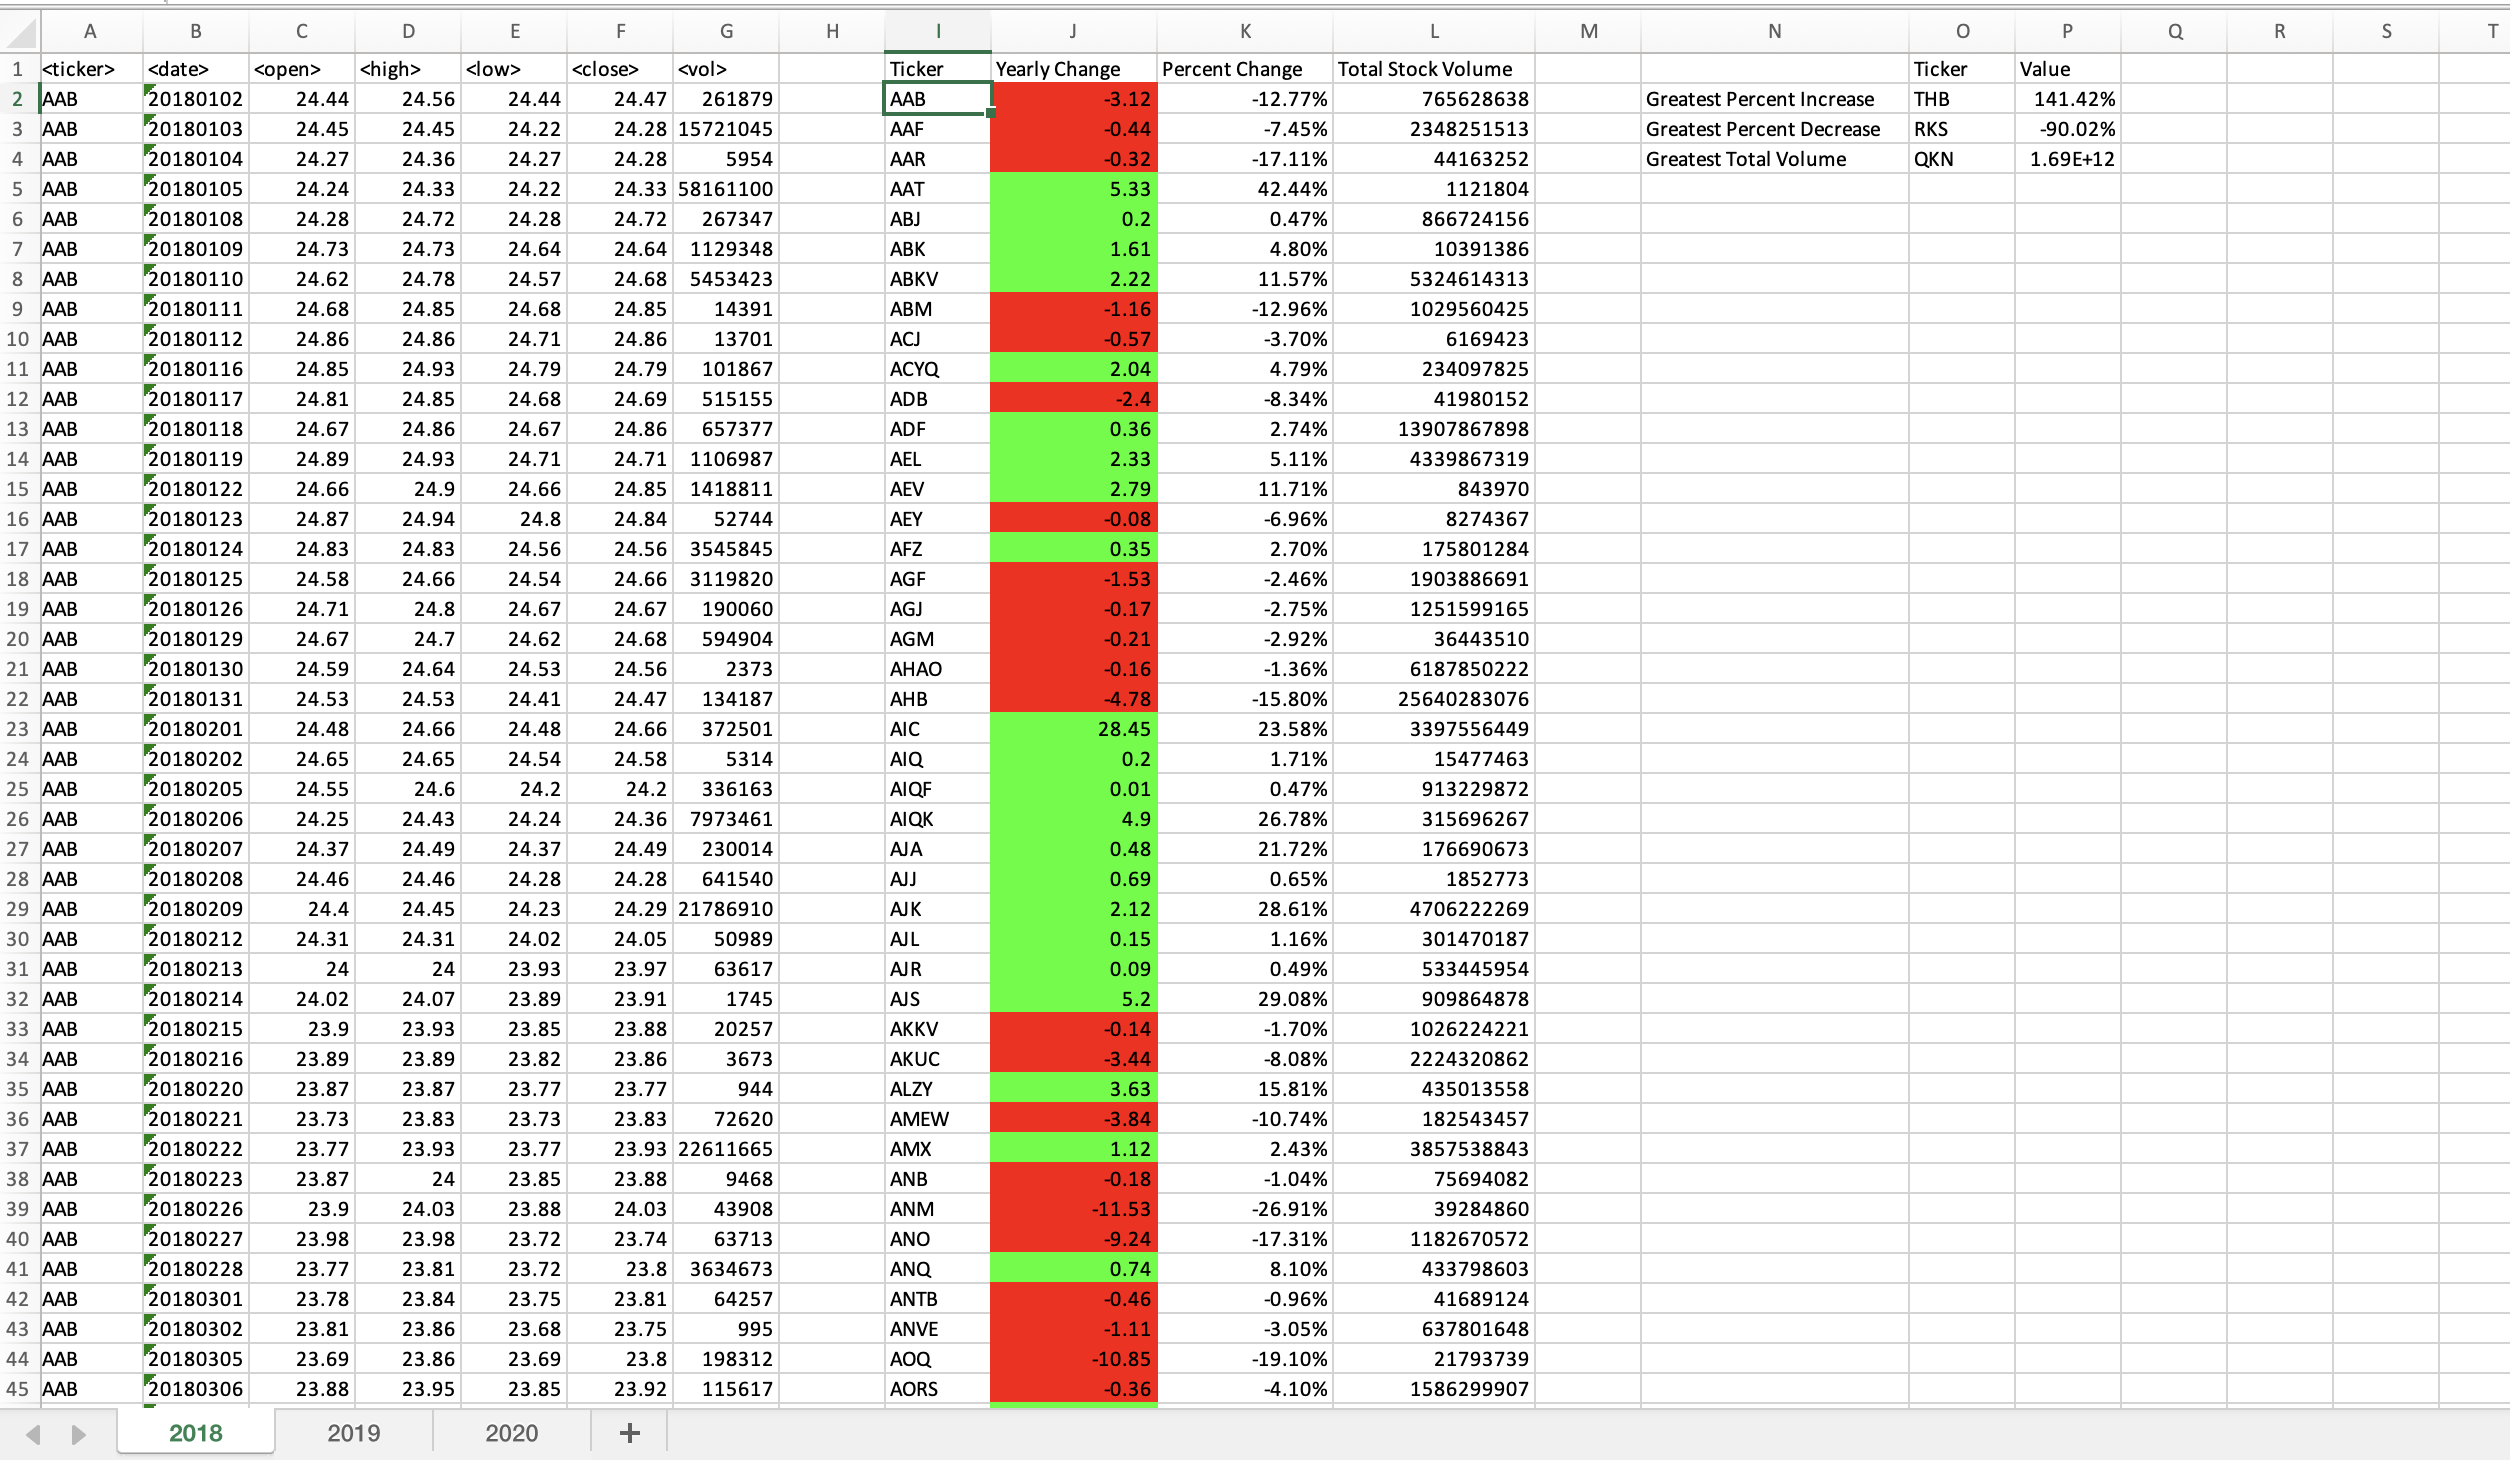 A B C D E F G H I J K L M N O P Q R S T
1 <ticker> <date> <open> <high> <low> <close> <vol> Ticker Yearly Change Percent Change Total Stock Volume Ticker Value
2 AAB 20180102 24.44 24.56 24.44 24.47 261879 AAB -3.12 -12.77% 765628638 Greatest Percent Increase THB 141.42%
3 AAB 20180103 24.45 24.45 24.22 24.28 15721045 AAF -0.44 -7.45% 2348251513 Greatest Percent Decrease RKS -90.02%
4 AAB 20180104 24.27 24.36 24.27 24.28 5954 AAR -0.32 -17.11% 44163252 Greatest Total Volume QKN 1.69E+12
5 AAB 20180105 24.24 24.33 24.22 24.33 58161100 AAT 5.33 42.44% 1121804
6 AAB 20180108 24.28 24.72 24.28 24.72 267347 ABJ 0.2 0.47% 866724156
7 AAB 20180109 24.73 24.73 24.64 24.64 1129348 ABK 1.61 4.80% 10391386
8 AAB 20180110 24.62 24.78 24.57 24.68 5453423 ABKV 2.22 11.57% 5324614313
9 AAB 20180111 24.68 24.85 24.68 24.85 14391 ABM -1.16 -12.96% 1029560425
10 AAB 20180112 24.86 24.86 24.71 24.86 13701 ACJ -0.57 -3.70% 6169423
11 AAB 20180116 24.85 24.93 24.79 24.79 101867 ACYQ 2.04 4.79% 234097825
12 AAB 20180117 24.81 24.85 24.68 24.69 515155 ADB -2.4 -8.34% 41980152
13 AAB 20180118 24.67 24.86 24.67 24.86 657377 ADF 0.36 2.74% 13907867898
14 AAB 20180119 24.89 24.93 24.71 24.71 1106987 AEL 2.33 5.11% 4339867319
15 AAB 20180122 24.66 24.9 24.66 24.85 1418811 AEV 2.79 11.71% 843970
16 AAB 20180123 24.87 24.94 24.8 24.84 52744 AEY -0.08 -6.96% 8274367
17 AAB 20180124 24.83 24.83 24.56 24.56 3545845 AFZ 0.35 2.70% 175801284
18 AAB 20180125 24.58 24.66 24.54 24.66 3119820 AGF -1.53 -2.46% 1903886691
19 AAB 20180126 24.71 24.8 24.67 24.67 190060 AGJ -0.17 -2.75% 1251599165
20 AAB 20180129 24.67 24.7 24.62 24.68 594904 AGM -0.21 -2.92% 36443510
21 AAB 20180130 24.59 24.64 24.53 24.56 2373 AHAO -0.16 -1.36% 6187850222
22 AAB 20180131 24.53 24.53 24.41 24.47 134187 AHB -4.78 -15.80% 25640283076
23 AAB 20180201 24.48 24.66 24.48 24.66 372501 AIC 28.45 23.58% 3397556449
24 AAB 20180202 24.65 24.65 24.54 24.58 5314 AIQ 0.2 1.71% 15477463
25 AAB 20180205 24.55 24.6 24.2 24.2 336163 AIQF 0.01 0.47% 913229872
26 AAB 20180206 24.25 24.43 24.24 24.36 7973461 AIQK 4.9 26.78% 315696267
27 AAB 20180207 24.37 24.49 24.37 24.49 230014 AJA 0.48 21.72% 176690673
28 AAB 20180208 24.46 24.46 24.28 24.28 641540 AJJ 0.69 0.65% 1852773
29 AAB 20180209 24.4 24.45 24.23 24.29 21786910 AJK 2.12 28.61% 4706222269
30 AAB 20180212 24.31 24.31 24.02 24.05 50989 AJL 0.15 1.16% 301470187
31 AAB 20180213 24 24 23.93 23.97 63617 AJR 0.09 0.49% 533445954
32 AAB 20180214 24.02 24.07 23.89 23.91 1745 AJS 5.2 29.08% 909864878
33 AAB 20180215 23.9 23.93 23.85 23.88 20257 AKKV -0.14 -1.70% 1026224221
34 AAB 20180216 23.89 23.89 23.82 23.86 3673 AKUC -3.44 -8.08% 2224320862
35 AAB 20180220 23.87 23.87 23.77 23.77 944 ALZY 3.63 15.81% 435013558
36 AAB 20180221 23.73 23.83 23.73 23.83 72620 AMEW -3.84 -10.74% 182543457
37 AAB 20180222 23.77 23.93 23.77 23.93 22611665 AMX 1.12 2.43% 3857538843
38 AAB 20180223 23.87 24 23.85 23.88 9468 ANB -0.18 -1.04% 75694082
39 AAB 20180226 23.9 24.03 23.88 24.03 43908 ANM -11.53 -26.91% 39284860
40 AAB 20180227 23.98 23.98 23.72 23.74 63713 ANO -9.24 -17.31% 1182670572
41 AAB 20180228 23.77 23.81 23.72 23.8 3634673 ANQ 0.74 8.10% 433798603
42 AAB 20180301 23.78 23.84 23.75 23.81 64257 ANTB -0.46 -0.96% 41689124
43 AAB 20180302 23.81 23.86 23.68 23.75 995 ANVE -1.11 -3.05% 637801648
44 AAB 20180305 23.69 23.86 23.69 23.8 198312 AOQ -10.85 -19.10% 21793739
45 AAB 20180306 23.88 23.95 23.85 23.92 115617 AORS -0.36 -4.10% 1586299907
2018 2019 2020 +